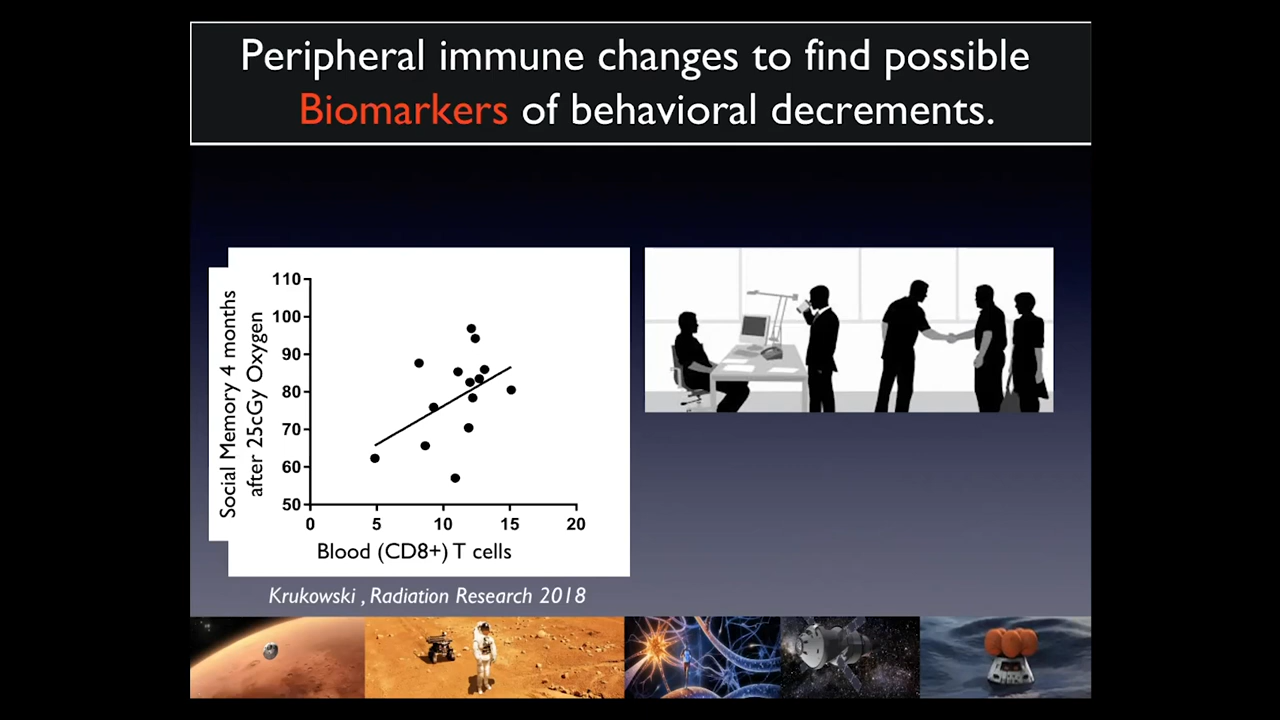 Peripheral immune changes to find possible
Biomarkers of behavioral decrements.
Social Memory 4 months
after 25cGy Oxygen
110
100
90
80
70
60
50
0 5 10 15 20
Blood (CD8+) T cells
Krukowski , Radiation Research 2018